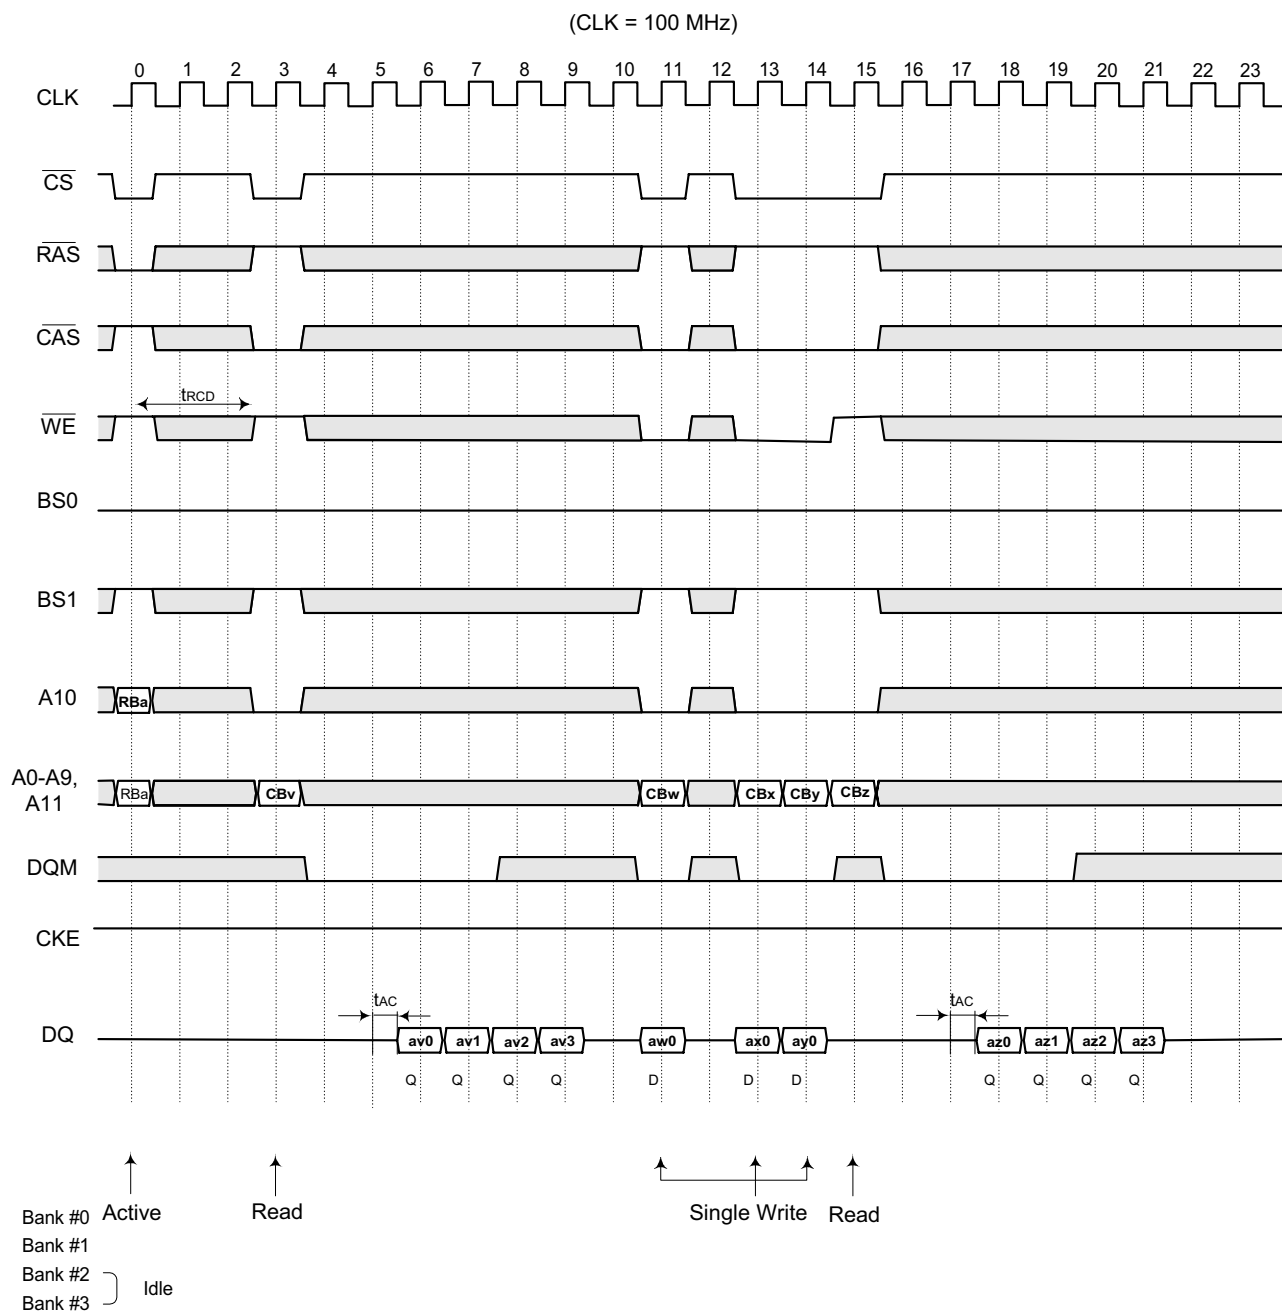 (CLK = 100 MHz)
0 1 2 3 4 5 6 7 8 9 10 11 12 13 14 15 16 17 18 19 20 21 22 23
CLK
CS
RAS
CAS
tRCD
WE
BS0
BS1
A10 RBa
A0-A9,
A11
RBa CBv CBw CBx CBy CBz
DQM
CKE
tAC tAC
DQ av0 av1 av2 av3 aw0 ax0 ay0 az0 az1 az2 az3
Q Q Q Q D D D Q Q Q Q
Active Read Single Write Read
Bank #0
Bank #1
Bank #2
Idle
Bank #3